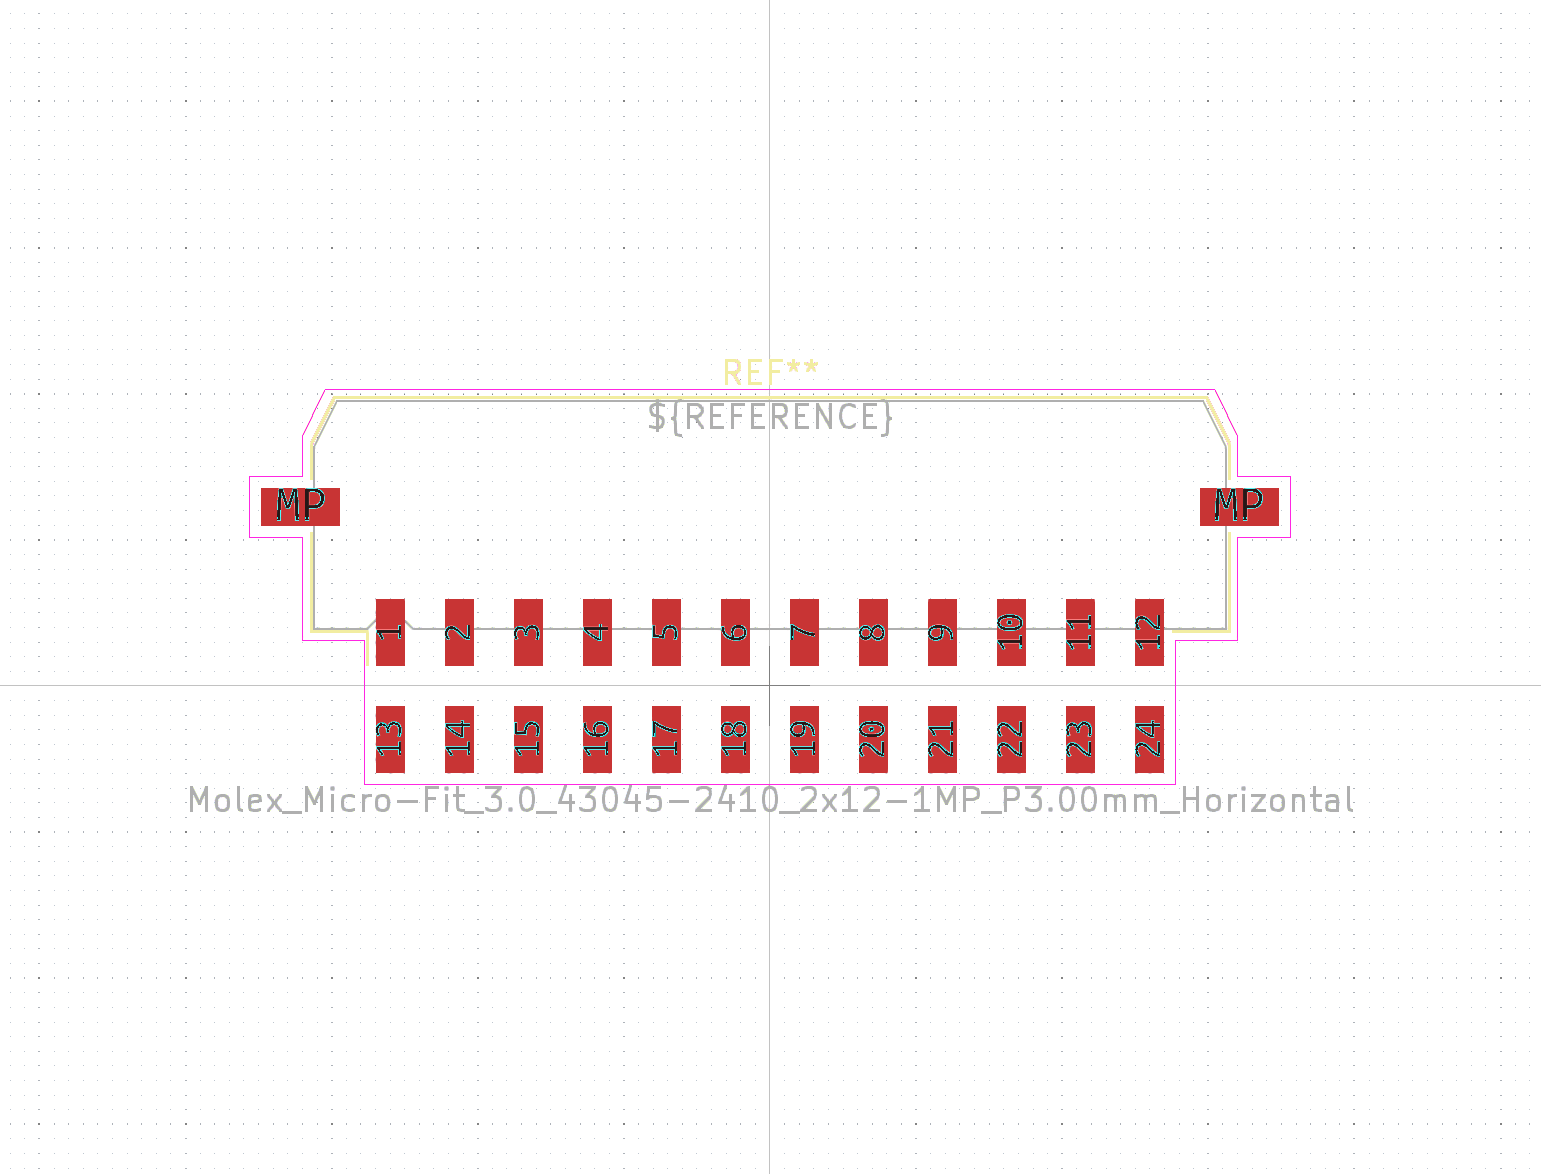 REF**
${REFERENCE}
MP MP
1 2 3 4 5 6 7 8 9 10 11 12
13 14 15 16 17 18 19 20 21 22 23 24
Molex_Micro-Fit_3.0_43045-2410_2x12-1MP_P3.00mm_Horizontal